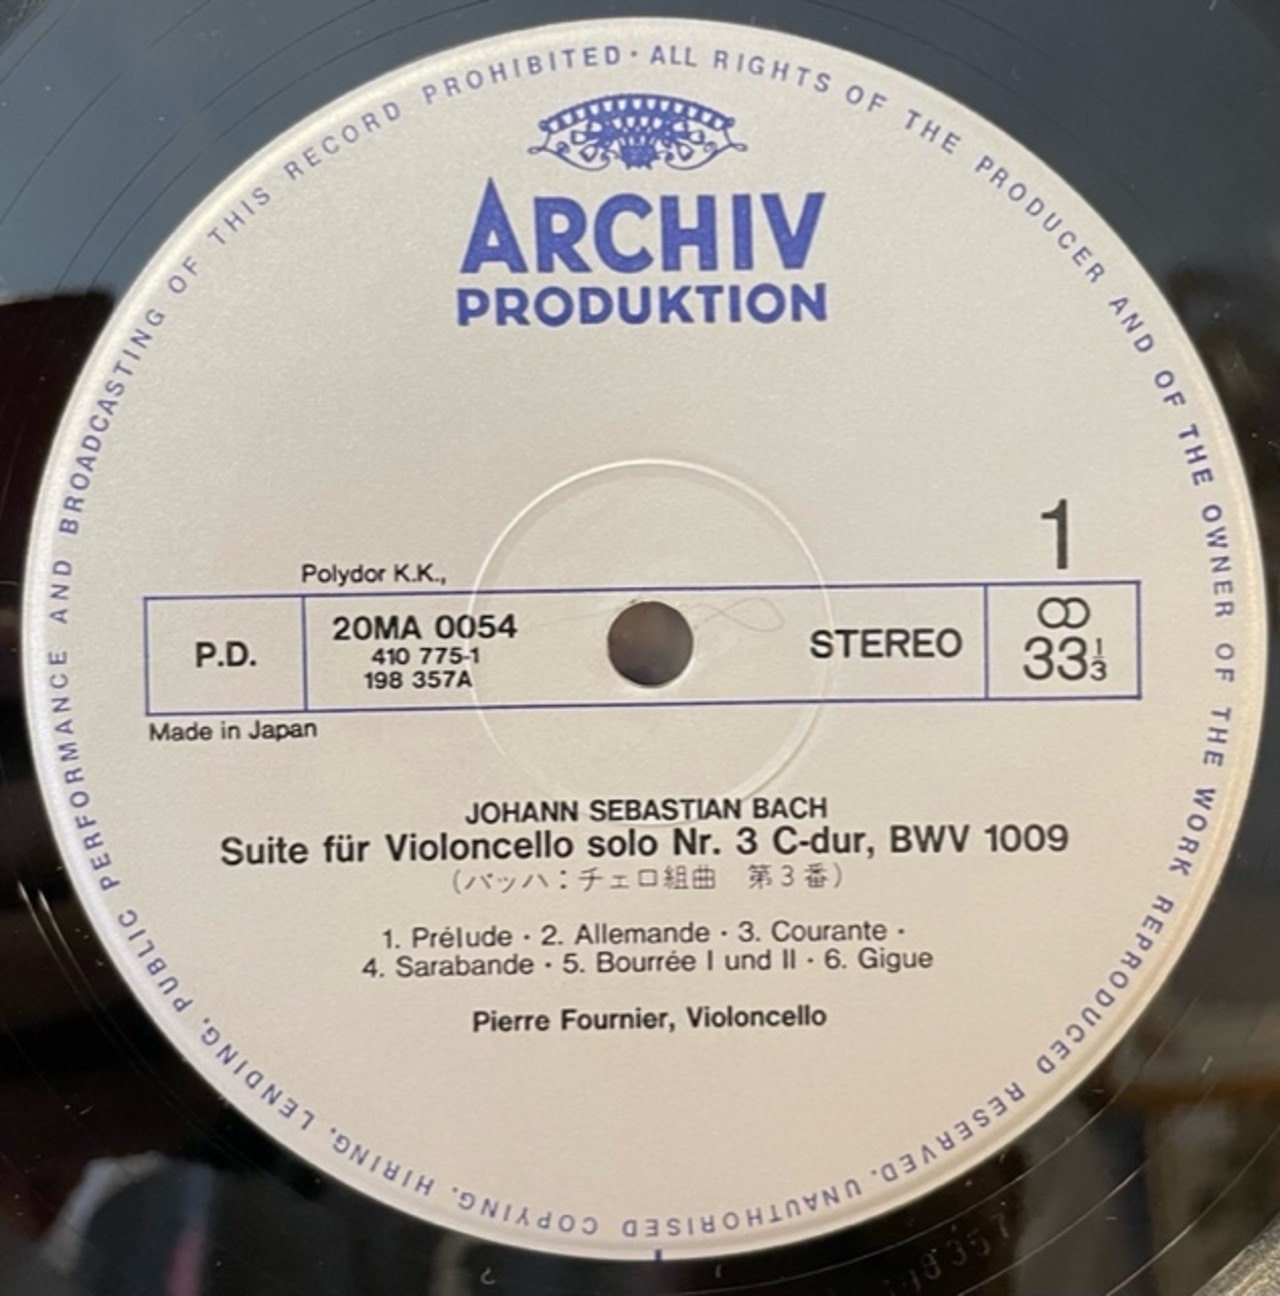 ALL RIGHTS OF THE PRODUCER AND OF THE OWNER OF THE WORK REPRODUCED RESERVED. UNAUTHORISED COPYING, HIRING, LENDING, PUBLIC PERFORMANCE AND BROADCASTING OF THIS RECORD PROHIBITED ·
ARCHIV
PRODUKTION
1
Polydor K.K.,
P.D.
20MA 0054
410 775-1
198 357A
STEREO
33⅓
Made in Japan
JOHANN SEBASTIAN BACH
Suite für Violoncello solo Nr. 3 C-dur, BWV 1009
(バッハ：チェロ組曲　第3番)
1. Prélude · 2. Allemande · 3. Courante ·
4. Sarabande · 5. Bourrée I und II · 6. Gigue
Pierre Fournier, Violoncello